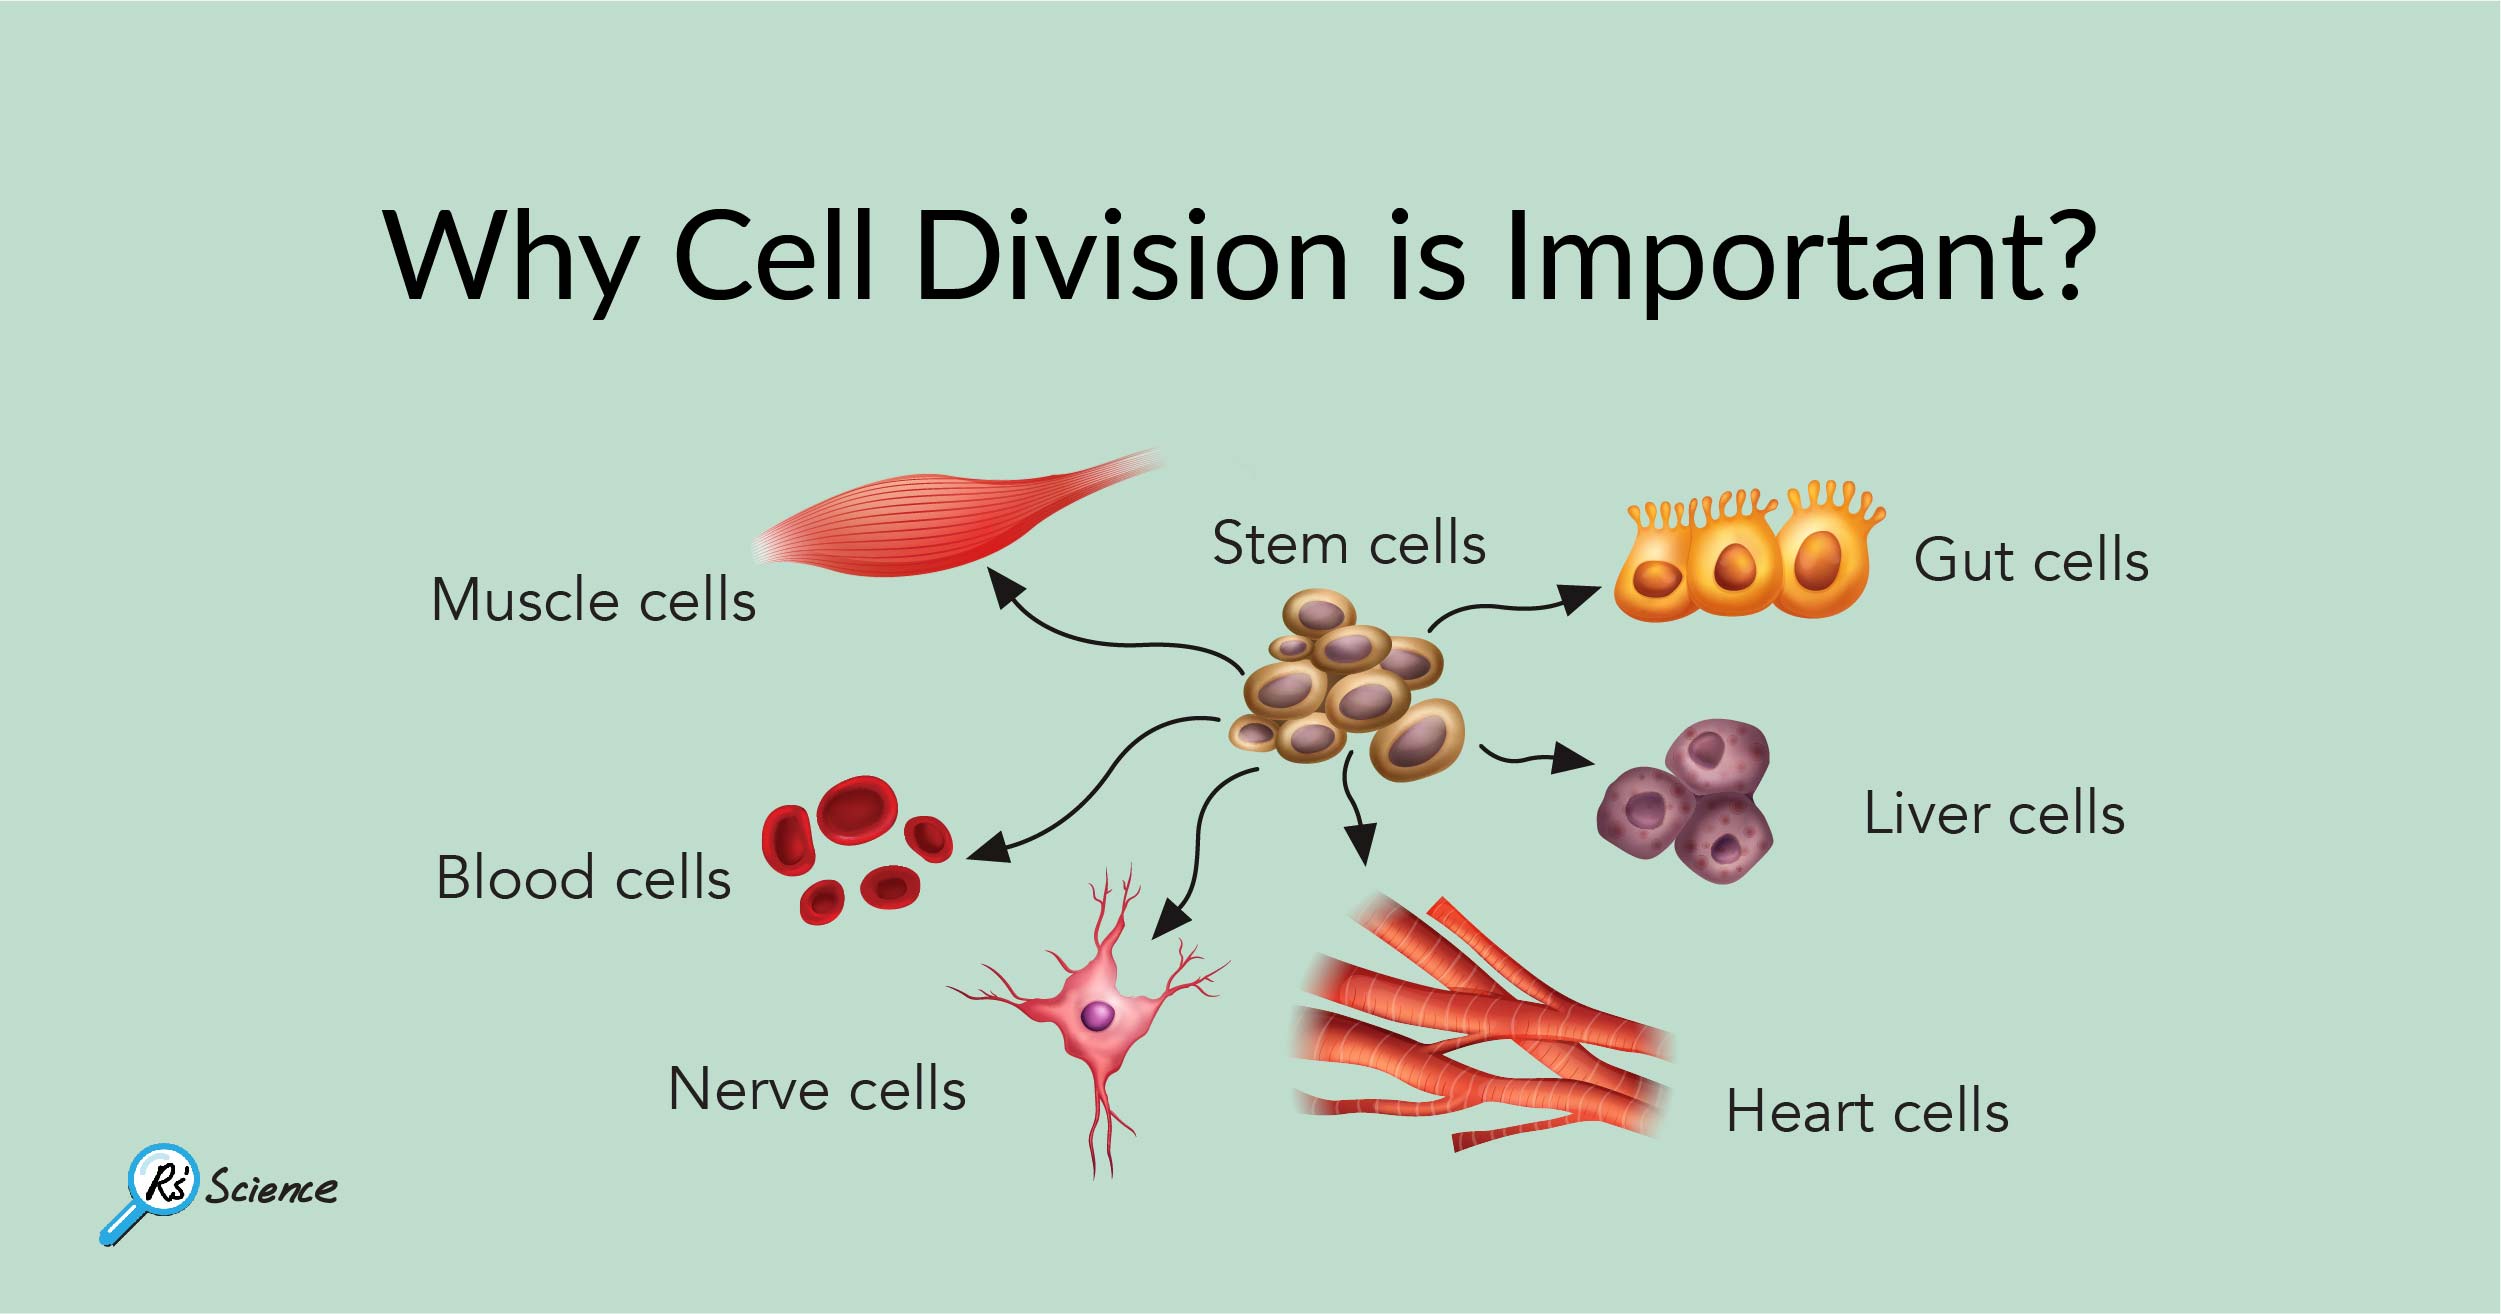 Why Cell Division is Important?
Stem cells
Gut cells
Muscle cells
Liver cells
Blood cells
Nerve cells
Heart cells
R's Science